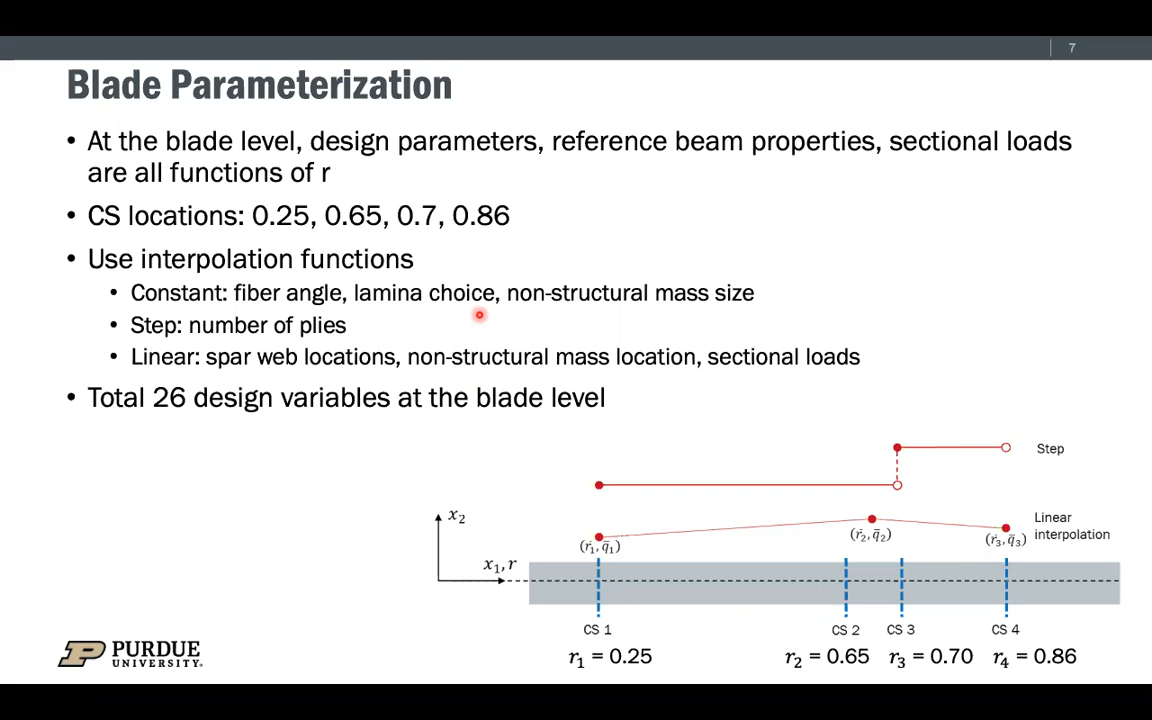 7
Blade Parameterization
• At the blade level, design parameters, reference beam properties, sectional loads
are all functions of r
• CS locations: 0.25, 0.65, 0.7, 0.86
• Use interpolation functions
• Constant: fiber angle, lamina choice, non-structural mass size
• Step: number of plies
• Linear: spar web locations, non-structural mass location, sectional loads
• Total 26 design variables at the blade level
Step
Linear
interpolation
(ṙ₁, q̄₁)
(ṙ₂, q̄₂)
(ṙ₃, q̄₃)
x₂
x₁, r
CS 1
CS 2
CS 3
CS 4
r₁ = 0.25
r₂ = 0.65
r₃ = 0.70
r₄ = 0.86
PURDUE
UNIVERSITY®